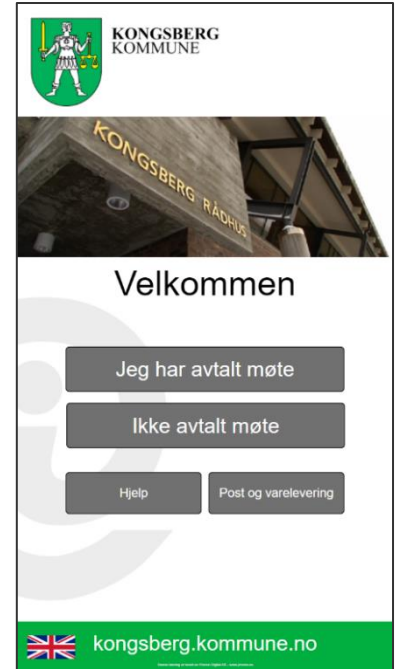 KONGSBERG
KOMMUNE
KONGSBERG RÅDHUS
Velkommen
Jeg har avtalt møte
Ikke avtalt møte
Hjelp
Post og varelevering
kongsberg.kommune.no